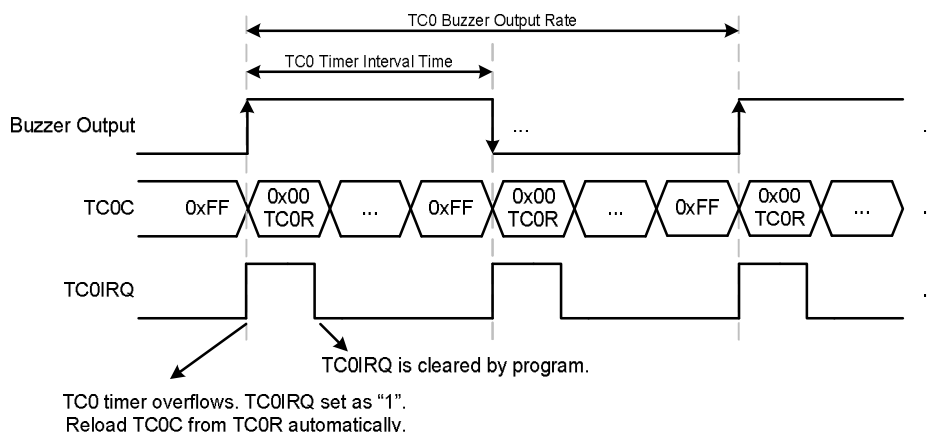 TC0 Buzzer Output Rate
TC0 Timer Interval Time
Buzzer Output
...
.
TC0C
0xFF
0x00
TC0R
...
0xFF
0x00
TC0R
...
0xFF
0x00
TC0R
...
.
TC0IRQ
.
TC0IRQ is cleared by program.
TC0 timer overflows. TC0IRQ set as “1”.
Reload TC0C from TC0R automatically.